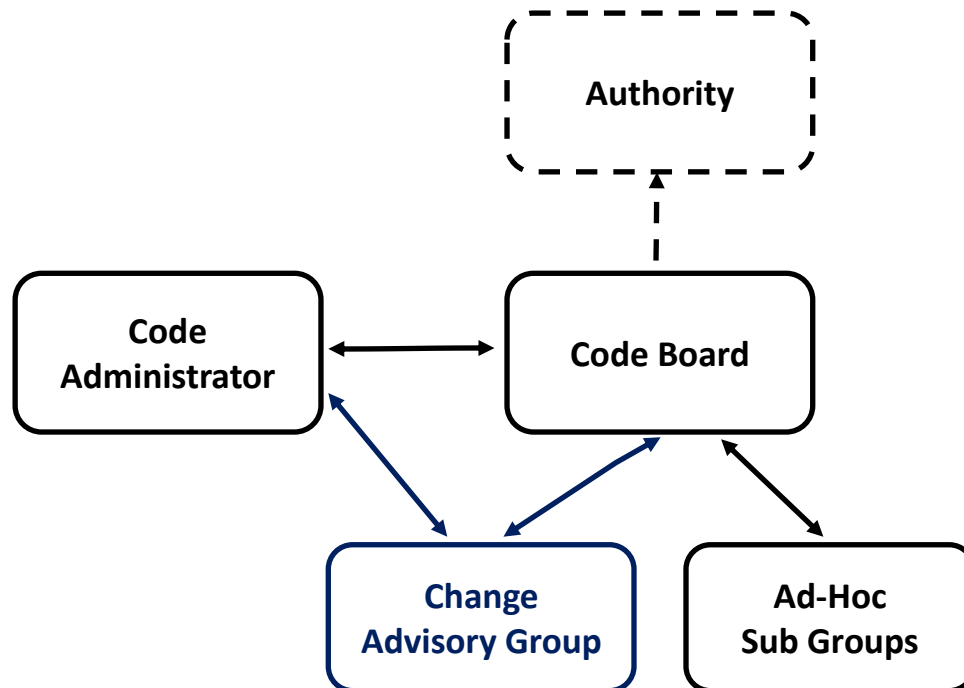 Authority
Code
Administrator
Code Board
Change
Advisory Group
Ad-Hoc
Sub Groups